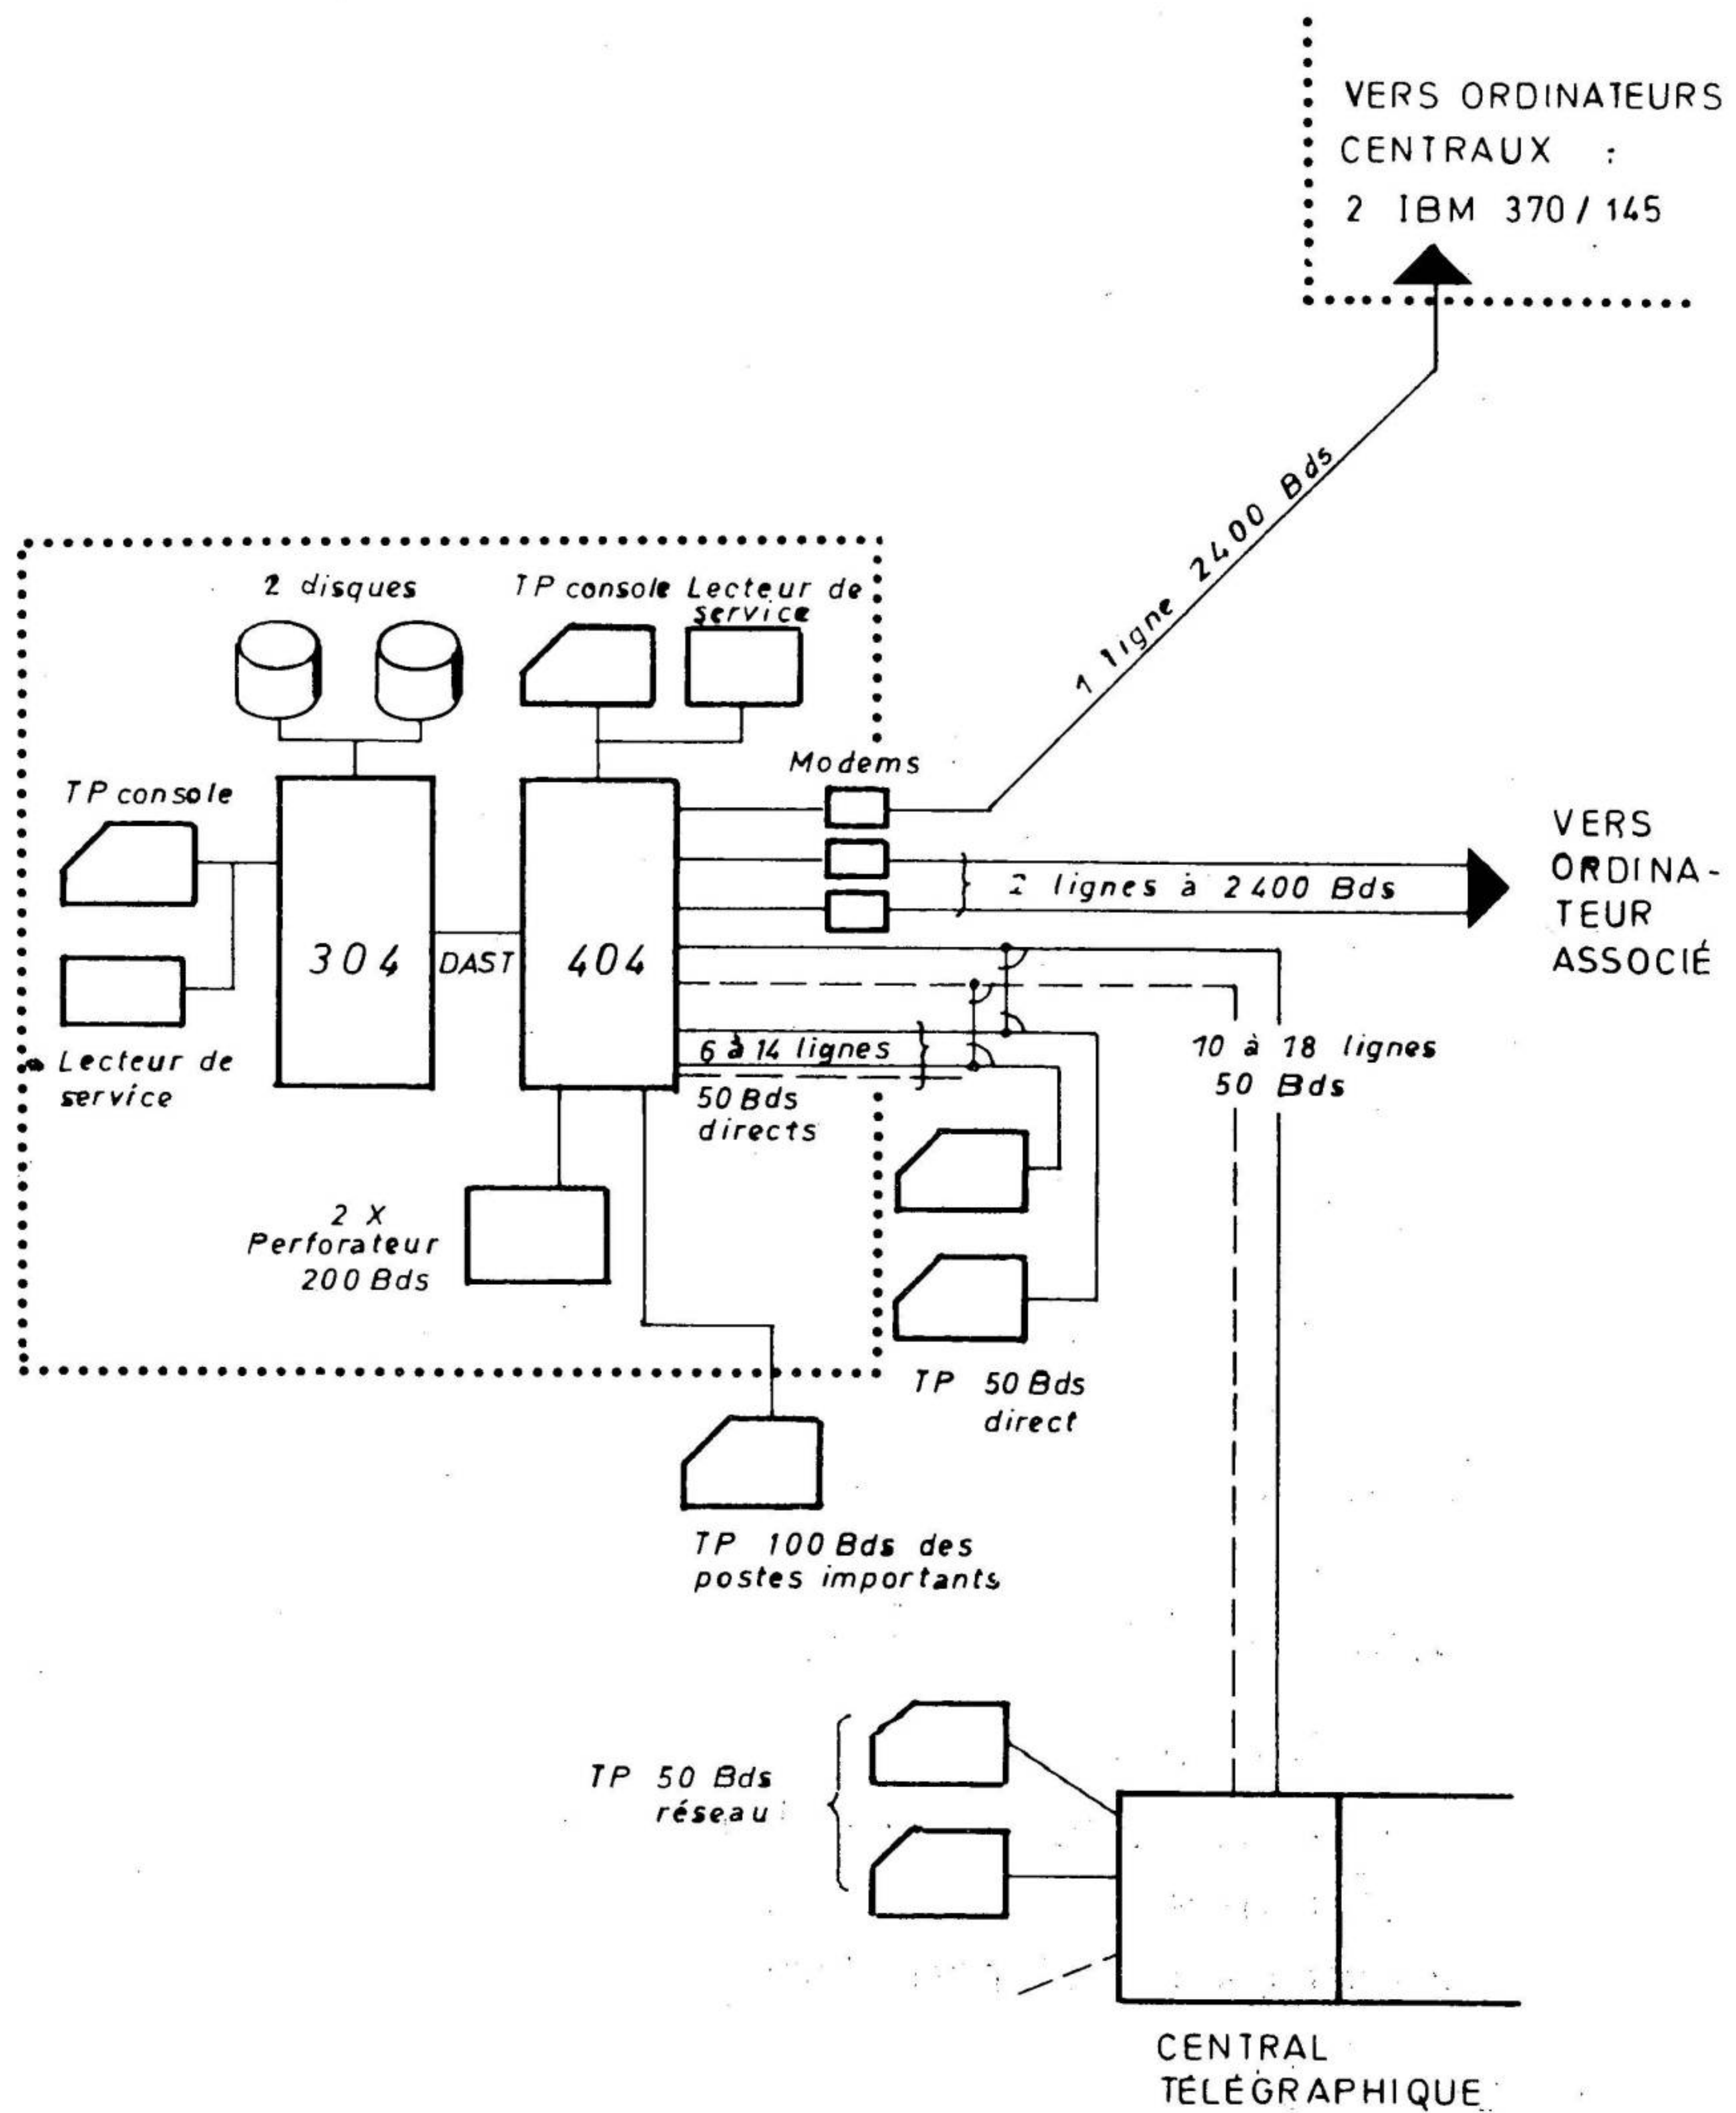 VERS ORDINATEURS
CENTRAUX :
2 IBM 370/145
1 ligne 2400 Bds
2 disques
TP console
Lecteur de
service
TP console
Modems
VERS
ORDINA-
TEUR
ASSOCIÉ
2 lignes à 2400 Bds
304
DAST
404
Lecteur de
service
6 à 14 lignes
50 Bds
directs
10 à 18 lignes
50 Bds
2 X
Perforateur
200 Bds
TP 50 Bds
direct
TP 100 Bds des
postes importants
TP 50 Bds
réseau
CENTRAL
TÉLÉGRAPHIQUE